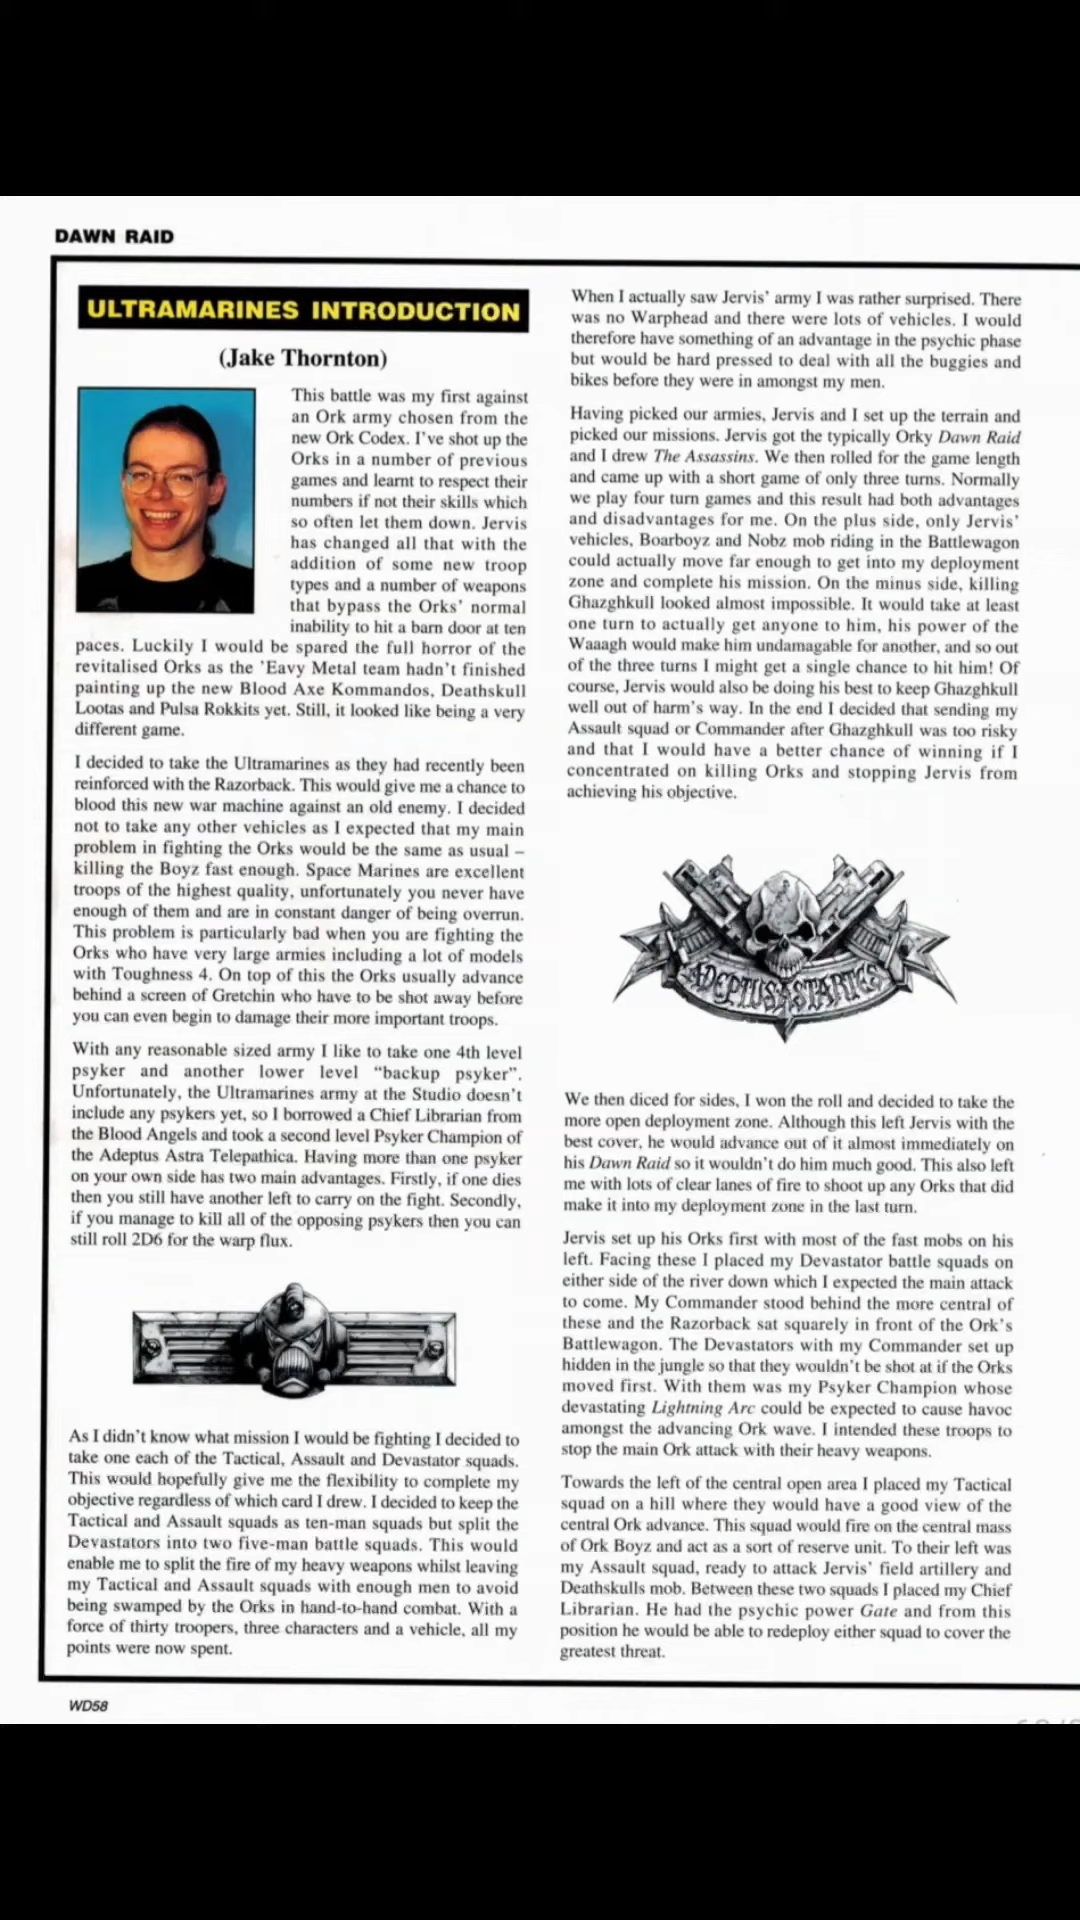 DAWN RAID
ULTRAMARINES INTRODUCTION
(Jake Thornton)
This battle was my first against
an Ork army chosen from the
new Ork Codex. I've shot up the
Orks in a number of previous
games and learnt to respect their
numbers if not their skills which
so often let them down. Jervis
has changed all that with the
addition of some new troop
types and a number of weapons
that bypass the Orks' normal
inability to hit a barn door at ten
paces. Luckily I would be spared the full horror of the
revitalised Orks as the 'Eavy Metal team hadn't finished
painting up the new Blood Axe Kommandos, Deathskull
Lootas and Pulsa Rokkits yet. Still, it looked like being a very
different game.
I decided to take the Ultramarines as they had recently been
reinforced with the Razorback. This would give me a chance to
blood this new war machine against an old enemy. I decided
not to take any other vehicles as I expected that my main
problem in fighting the Orks would be the same as usual –
killing the Boyz fast enough. Space Marines are excellent
troops of the highest quality, unfortunately you never have
enough of them and are in constant danger of being overrun.
This problem is particularly bad when you are fighting the
Orks who have very large armies including a lot of models
with Toughness 4. On top of this the Orks usually advance
behind a screen of Gretchin who have to be shot away before
you can even begin to damage their more important troops.
With any reasonable sized army I like to take one 4th level
psyker and another lower level “backup psyker”.
Unfortunately, the Ultramarines army at the Studio doesn't
include any psykers yet, so I borrowed a Chief Librarian from
the Blood Angels and took a second level Psyker Champion of
the Adeptus Astra Telepathica. Having more than one psyker
on your own side has two main advantages. Firstly, if one dies
then you still have another left to carry on the fight. Secondly,
if you manage to kill all of the opposing psykers then you can
still roll 2D6 for the warp flux.
As I didn't know what mission I would be fighting I decided to
take one each of the Tactical, Assault and Devastator squads.
This would hopefully give me the flexibility to complete my
objective regardless of which card I drew. I decided to keep the
Tactical and Assault squads as ten-man squads but split the
Devastators into two five-man battle squads. This would
enable me to split the fire of my heavy weapons whilst leaving
my Tactical and Assault squads with enough men to avoid
being swamped by the Orks in hand-to-hand combat. With a
force of thirty troopers, three characters and a vehicle, all my
points were now spent.
When I actually saw Jervis' army I was rather surprised. There
was no Warphead and there were lots of vehicles. I would
therefore have something of an advantage in the psychic phase
but would be hard pressed to deal with all the buggies and
bikes before they were in amongst my men.
Having picked our armies, Jervis and I set up the terrain and
picked our missions. Jervis got the typically Orky Dawn Raid
and I drew The Assassins. We then rolled for the game length
and came up with a short game of only three turns. Normally
we play four turn games and this result had both advantages
and disadvantages for me. On the plus side, only Jervis'
vehicles, Boarboyz and Nobz mob riding in the Battlewagon
could actually move far enough to get into my deployment
zone and complete his mission. On the minus side, killing
Ghazghkull looked almost impossible. It would take at least
one turn to actually get anyone to him, his power of the
Waaagh would make him undamagable for another, and so out
of the three turns I might get a single chance to hit him! Of
course, Jervis would also be doing his best to keep Ghazghkull
well out of harm's way. In the end I decided that sending my
Assault squad or Commander after Ghazghkull was too risky
and that I would have a better chance of winning if I
concentrated on killing Orks and stopping Jervis from
achieving his objective.
ADEPTUS ASTARTES
We then diced for sides, I won the roll and decided to take the
more open deployment zone. Although this left Jervis with the
best cover, he would advance out of it almost immediately on
his Dawn Raid so it wouldn't do him much good. This also left
me with lots of clear lanes of fire to shoot up any Orks that did
make it into my deployment zone in the last turn.
Jervis set up his Orks first with most of the fast mobs on his
left. Facing these I placed my Devastator battle squads on
either side of the river down which I expected the main attack
to come. My Commander stood behind the more central of
these and the Razorback sat squarely in front of the Ork's
Battlewagon. The Devastators with my Commander set up
hidden in the jungle so that they wouldn't be shot at if the Orks
moved first. With them was my Psyker Champion whose
devastating Lightning Arc could be expected to cause havoc
amongst the advancing Ork wave. I intended these troops to
stop the main Ork attack with their heavy weapons.
Towards the left of the central open area I placed my Tactical
squad on a hill where they would have a good view of the
central Ork advance. This squad would fire on the central mass
of Ork Boyz and act as a sort of reserve unit. To their left was
my Assault squad, ready to attack Jervis' field artillery and
Deathskulls mob. Between these two squads I placed my Chief
Librarian. He had the psychic power Gate and from this
position he would be able to redeploy either squad to cover the
greatest threat.
WD58